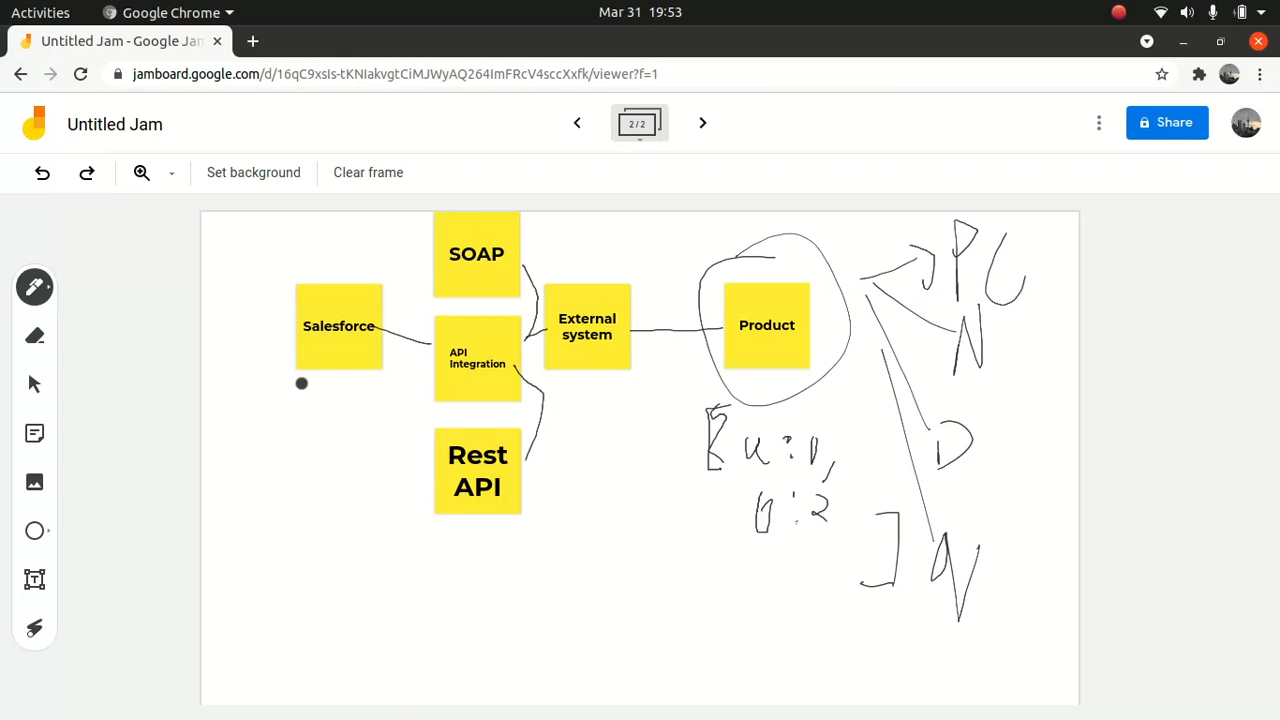 Activities
Google Chrome
Mar 31 19:53
Untitled Jam - Google Jam
jamboard.google.com/d/16qC9xsIs-tKNIakvgtCiMJWyAQ264ImFRcV4sccXxfk/viewer?f=1
Untitled Jam
2 / 2
Share
Set background
Clear frame
SOAP
Salesforce
API
Integration
External
system
Product
Rest
API
PC
N
D